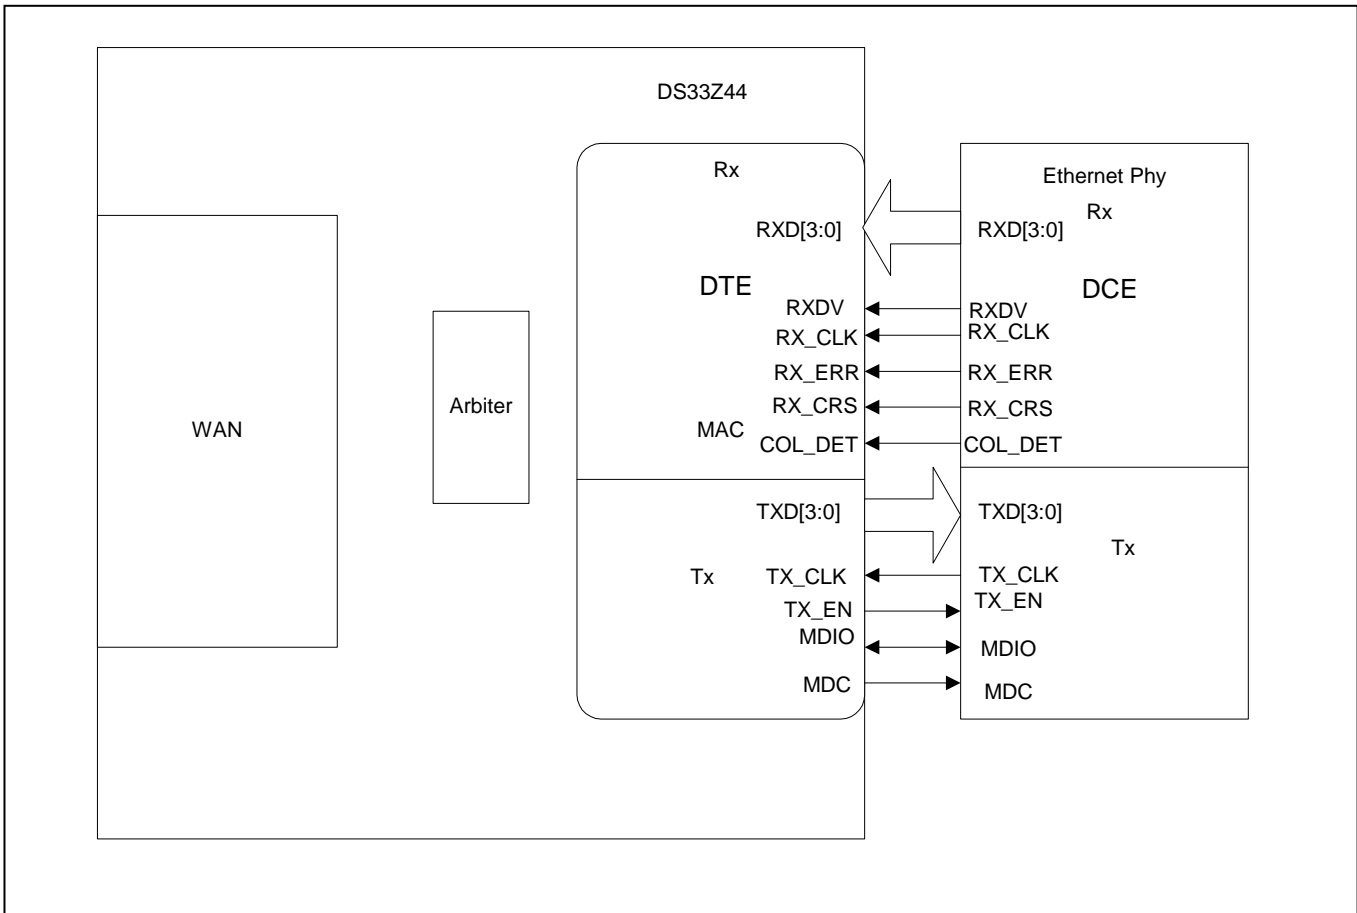 DS33Z44
Rx
Ethernet Phy
Rx
RXD[3:0]
RXD[3:0]
DTE
DCE
RXDV
RXDV
RX_CLK
RX_CLK
RX_ERR
RX_ERR
Arbiter
RX_CRS
RX_CRS
WAN
MAC
COL_DET
COL_DET
TXD[3:0]
TXD[3:0]
Tx
Tx
TX_CLK
TX_CLK
TX_EN
TX_EN
MDIO
MDIO
MDC
MDC